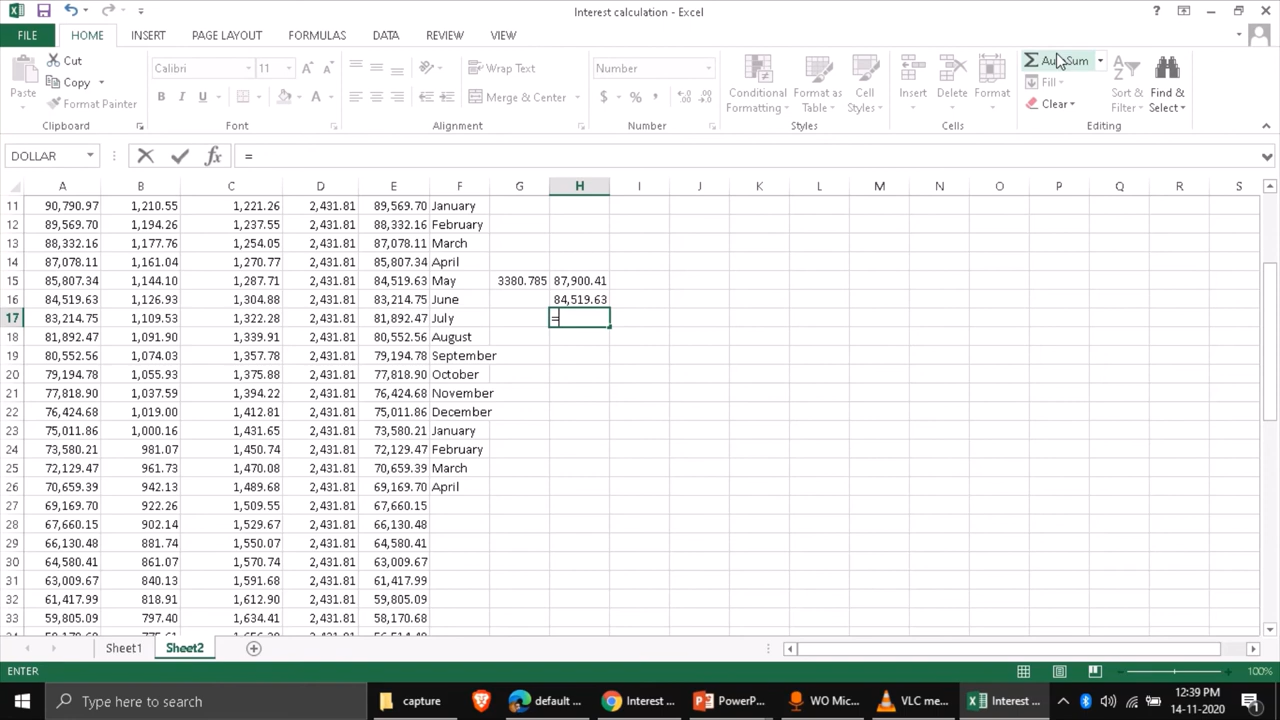 Interest calculation - Excel
FILE HOME INSERT PAGE LAYOUT FORMULAS DATA REVIEW VIEW
Paste Cut Copy Format Painter
Calibri 11 Wrap Text Merge & Center Number
Conditional Formatting Format as Table Cell Styles Insert Delete Format
Fill Clear Sort & Filter Find & Select
Clipboard Font Alignment Number Styles Cells Editing
DOLLAR =
A B C D E F G H I J K L M N O P Q R S
11 90,790.97 1,210.55 1,221.26 2,431.81 89,569.70 January
12 89,569.70 1,194.26 1,237.55 2,431.81 88,332.16 February
13 88,332.16 1,177.76 1,254.05 2,431.81 87,078.11 March
14 87,078.11 1,161.04 1,270.77 2,431.81 85,807.34 April
15 85,807.34 1,144.10 1,287.71 2,431.81 84,519.63 May 3380.785 87,900.41
16 84,519.63 1,126.93 1,304.88 2,431.81 83,214.75 June 84,519.63
17 83,214.75 1,109.53 1,322.28 2,431.81 81,892.47 July =
18 81,892.47 1,091.90 1,339.91 2,431.81 80,552.56 August
19 80,552.56 1,074.03 1,357.78 2,431.81 79,194.78 September
20 79,194.78 1,055.93 1,375.88 2,431.81 77,818.90 October
21 77,818.90 1,037.59 1,394.22 2,431.81 76,424.68 November
22 76,424.68 1,019.00 1,412.81 2,431.81 75,011.86 December
23 75,011.86 1,000.16 1,431.65 2,431.81 73,580.21 January
24 73,580.21 981.07 1,450.74 2,431.81 72,129.47 February
25 72,129.47 961.73 1,470.08 2,431.81 70,659.39 March
26 70,659.39 942.13 1,489.68 2,431.81 69,169.70 April
27 69,169.70 922.26 1,509.55 2,431.81 67,660.15
28 67,660.15 902.14 1,529.67 2,431.81 66,130.48
29 66,130.48 881.74 1,550.07 2,431.81 64,580.41
30 64,580.41 861.07 1,570.74 2,431.81 63,009.67
31 63,009.67 840.13 1,591.68 2,431.81 61,417.99
32 61,417.99 818.91 1,612.90 2,431.81 59,805.09
33 59,805.09 797.40 1,634.41 2,431.81 58,170.68
Sheet1 Sheet2
ENTER 100%
Type here to search capture default ... Interest ... PowerP... WO Mic... VLC me... Interest ... 12:39 PM
14-11-2020